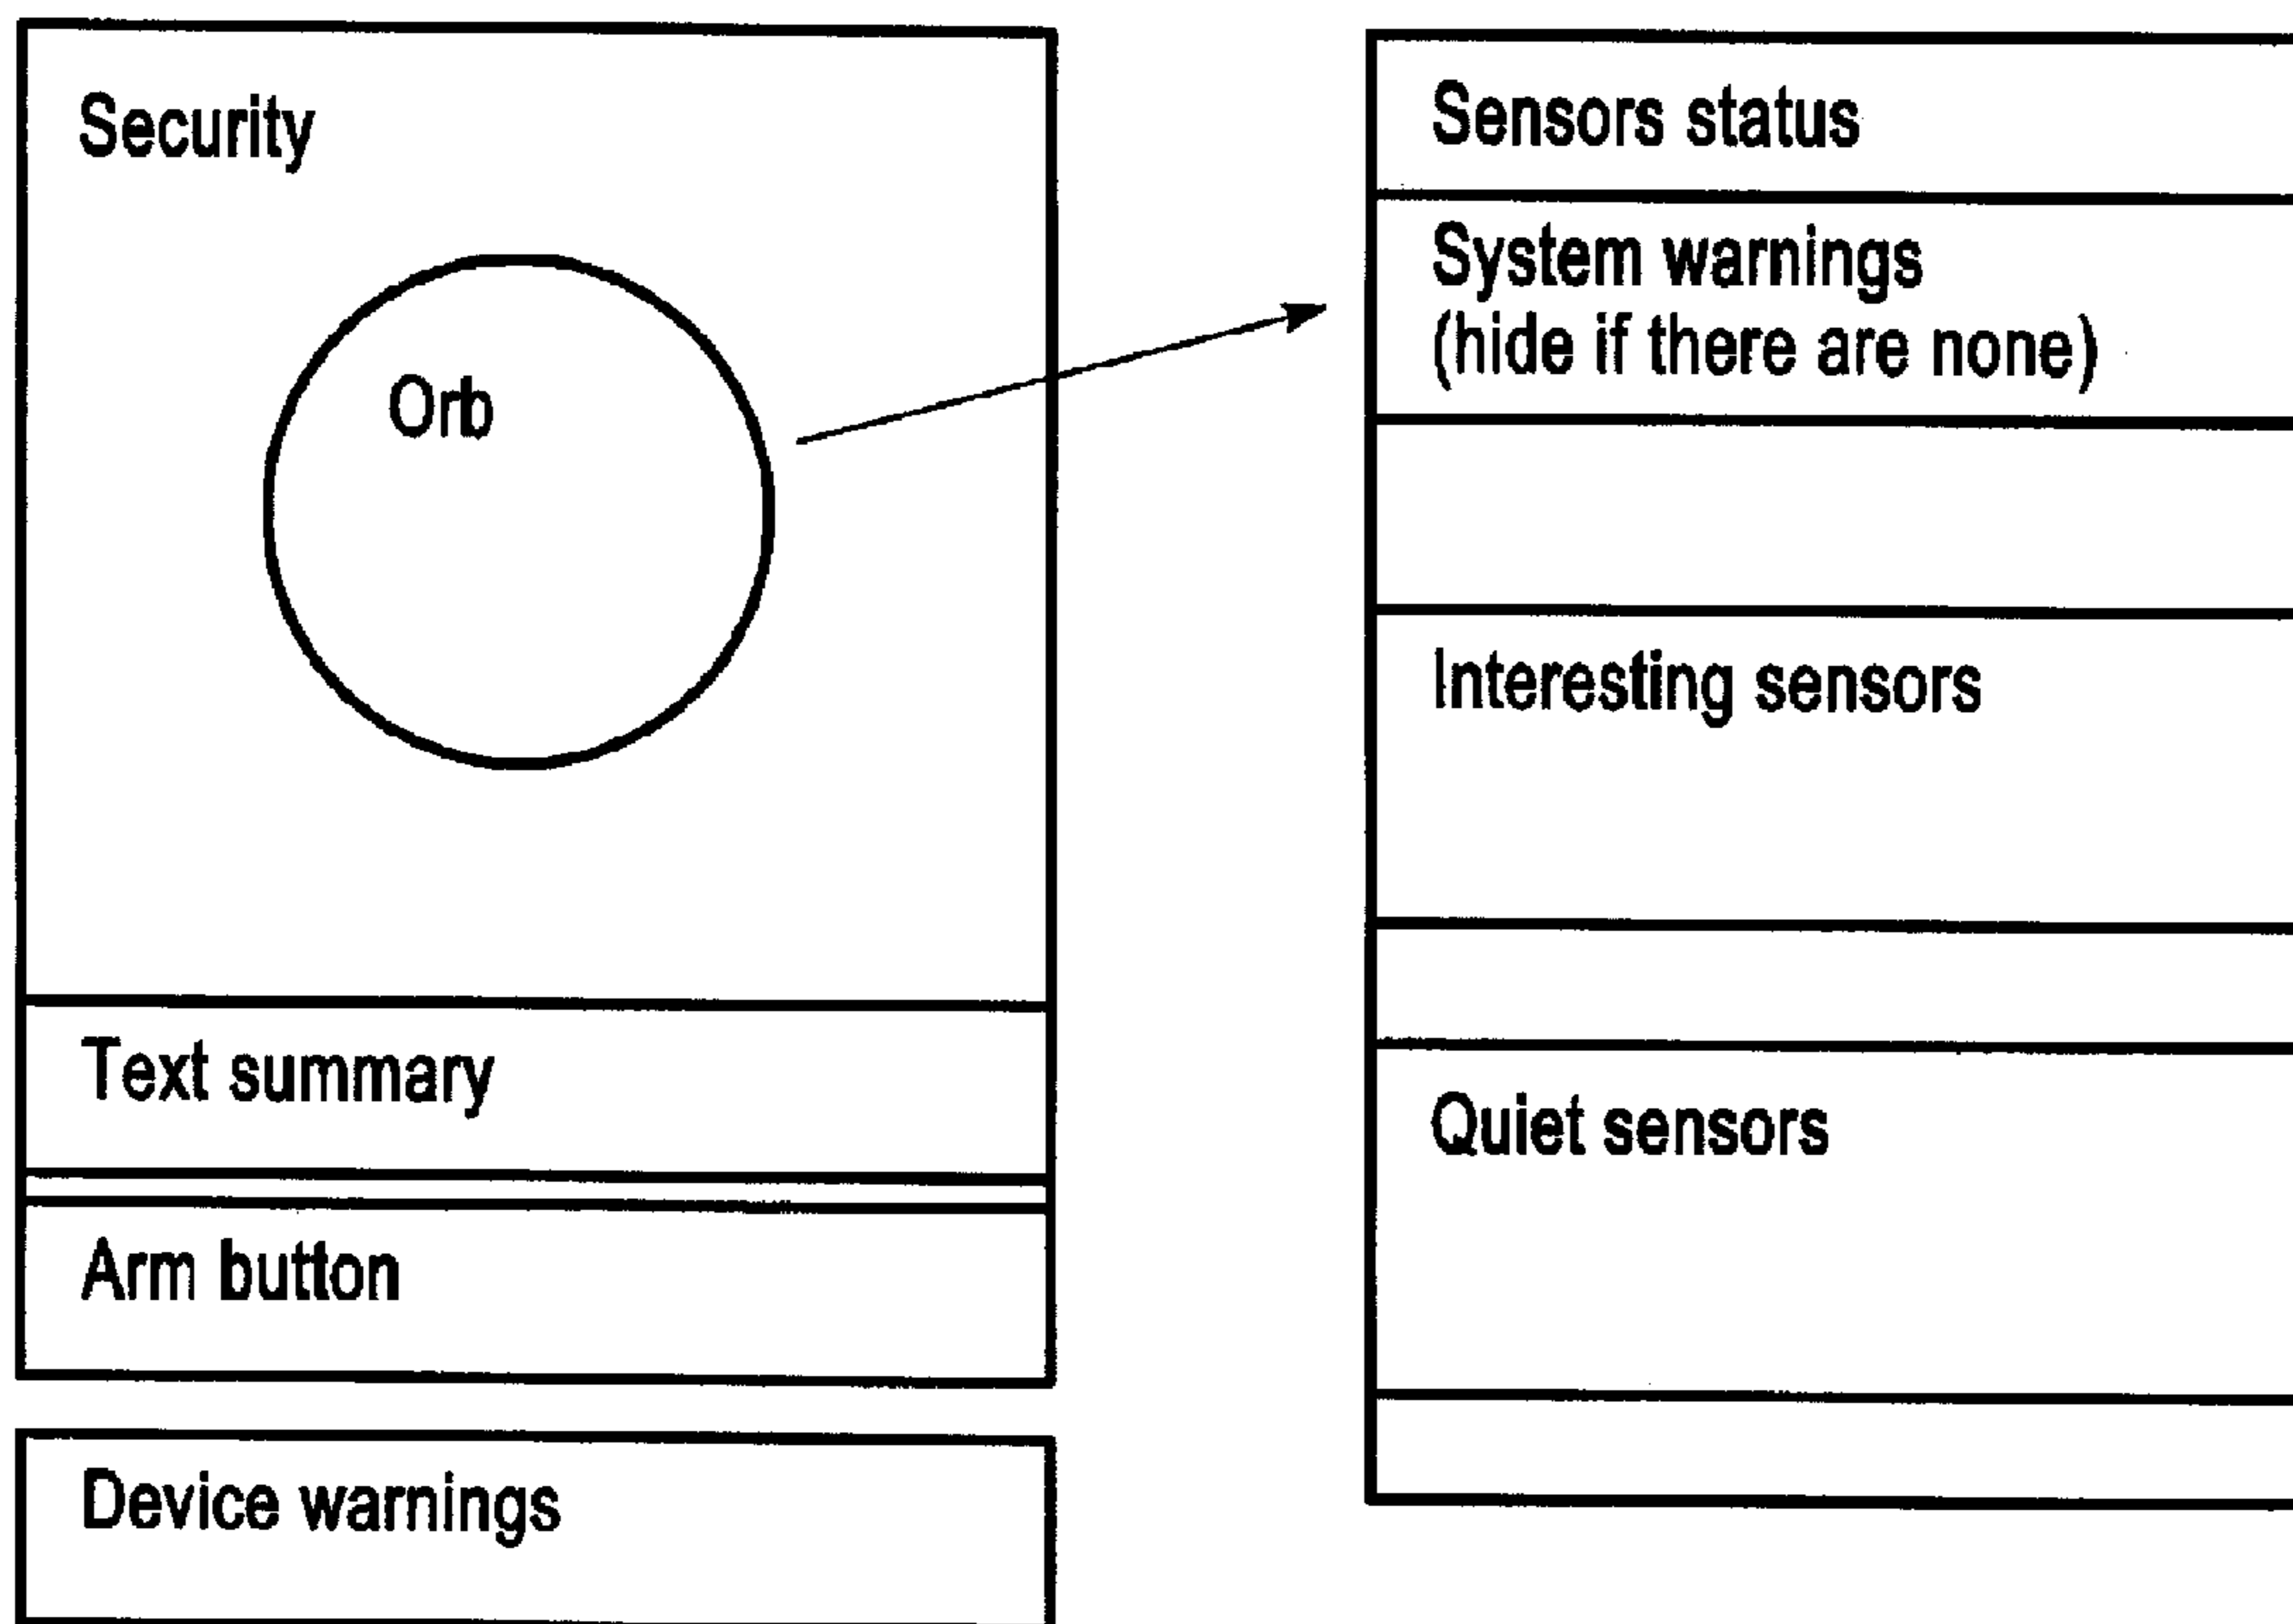 Security
Orb
Text summary
Arm button
Device warnings
Sensors status
System warnings
(hide if there are none)
Interesting sensors
Quiet sensors